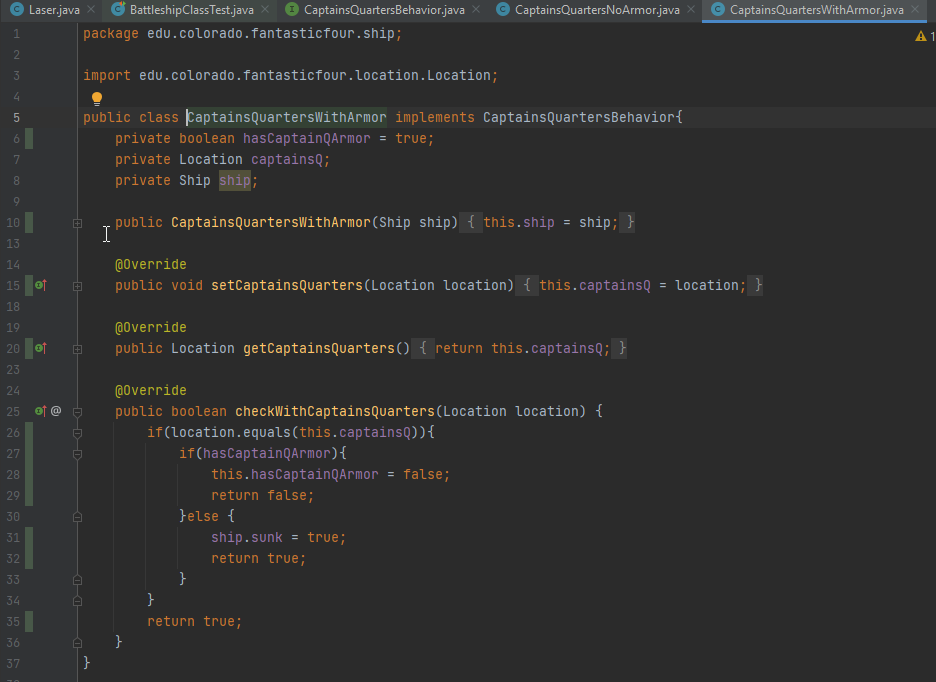 Laser.java BattleshipClassTest.java CaptainsQuartersBehavior.java CaptainsQuartersNoArmor.java CaptainsQuartersWithArmor.java
1 package edu.colorado.fantasticfour.ship; 1
2
3 import edu.colorado.fantasticfour.location.Location;
4
5 public class CaptainsQuartersWithArmor implements CaptainsQuartersBehavior{
6 private boolean hasCaptainQArmor = true;
7 private Location captainsQ;
8 private Ship ship;
9
10 public CaptainsQuartersWithArmor(Ship ship) { this.ship = ship; }
13
14 @Override
15 public void setCaptainsQuarters(Location location) { this.captainsQ = location; }
18
19 @Override
20 public Location getCaptainsQuarters() { return this.captainsQ; }
23
24 @Override
25 @ public boolean checkWithCaptainsQuarters(Location location) {
26 if(location.equals(this.captainsQ)){
27 if(hasCaptainQArmor){
28 this.hasCaptainQArmor = false;
29 return false;
30 }else {
31 ship.sunk = true;
32 return true;
33 }
34 }
35 return true;
36 }
37 }